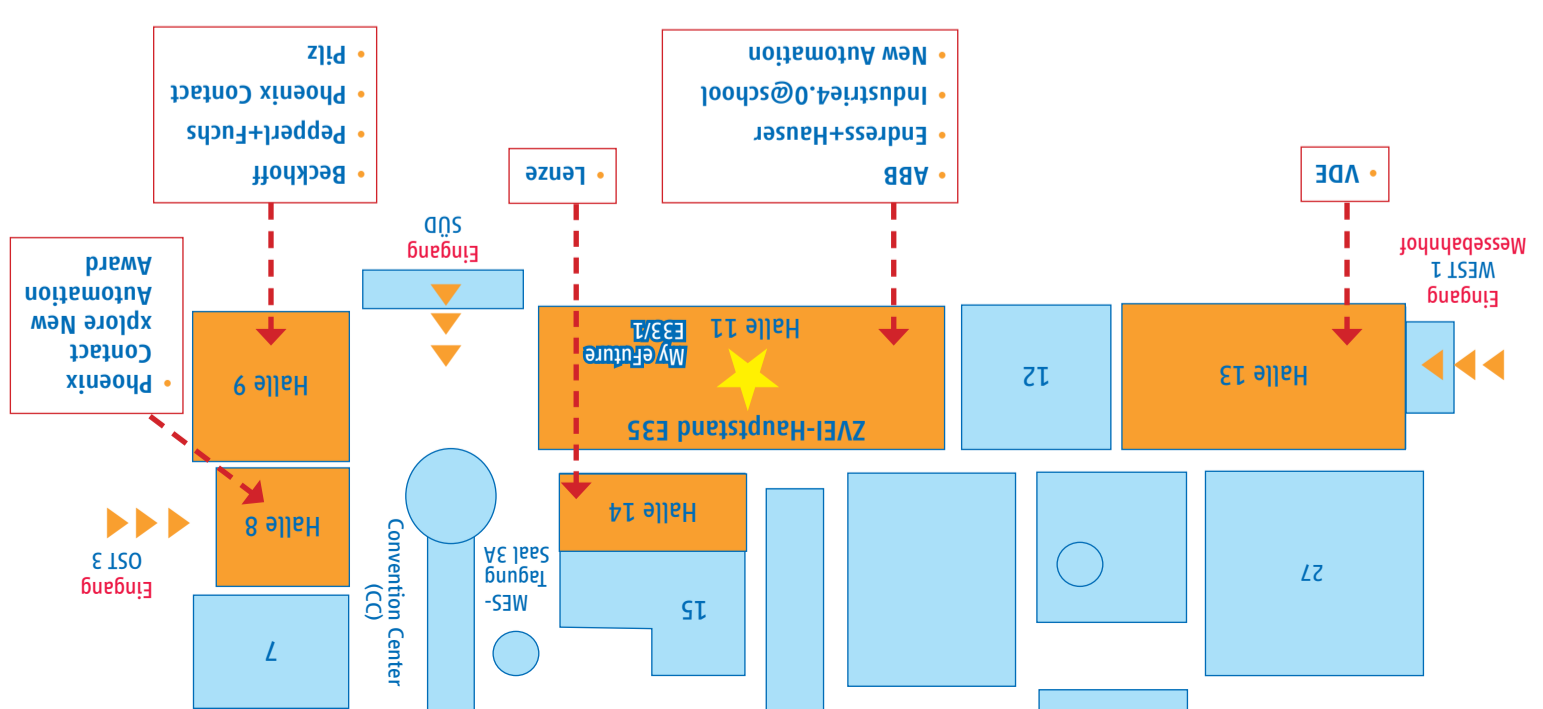 7
15
27
Convention Center
(CC)
MES-
Tagung
Saal 3A
Eingang
OST 3
Halle 8
Halle 14
ZVEI-Hauptstand E35
My eFuture
E33/1
Halle 11
Halle 13
12
Halle 9
• Phoenix
Contact
xplore New
Automation
Award
Eingang
WEST 1
Messebahnhof
Eingang
SÜD
• VDE
• ABB
• Endress+Hauser
• Industrie4.0@school
• New Automation
• Lenze
• Beckhoff
• Pepperl+Fuchs
• Phoenix Contact
• Pilz